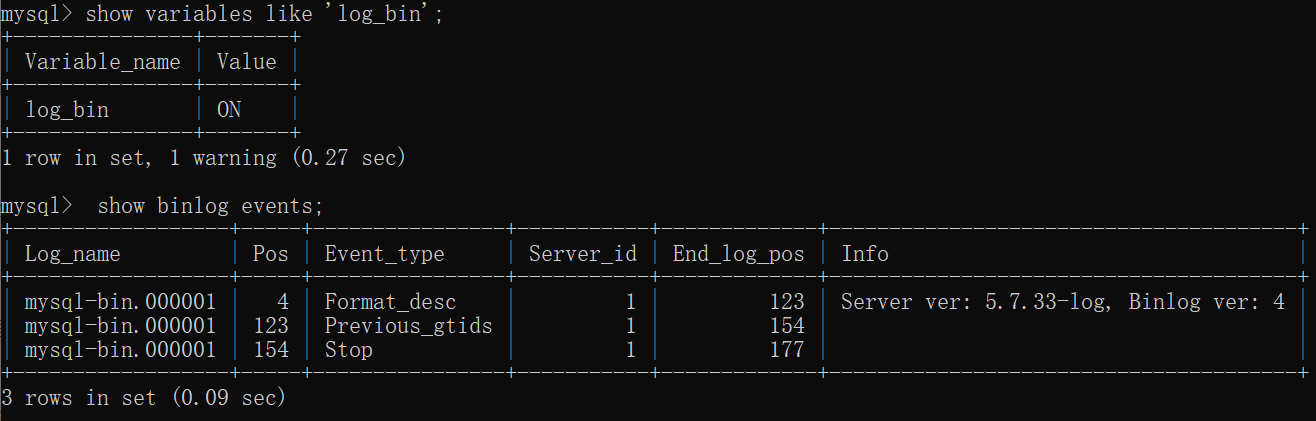 mysql> show variables like 'log_bin';
+---------------+-------+
| Variable_name | Value |
+---------------+-------+
| log_bin       | ON    |
+---------------+-------+
1 row in set, 1 warning (0.27 sec)

mysql>  show binlog events;
+------------------+-----+----------------+-----------+-------------+---------------------------------------+
| Log_name         | Pos | Event_type     | Server_id | End_log_pos | Info                                  |
+------------------+-----+----------------+-----------+-------------+---------------------------------------+
| mysql-bin.000001 |   4 | Format_desc    |         1 |         123 | Server ver: 5.7.33-log, Binlog ver: 4 |
| mysql-bin.000001 | 123 | Previous_gtids |         1 |         154 |                                       |
| mysql-bin.000001 | 154 | Stop           |         1 |         177 |                                       |
+------------------+-----+----------------+-----------+-------------+---------------------------------------+
3 rows in set (0.09 sec)